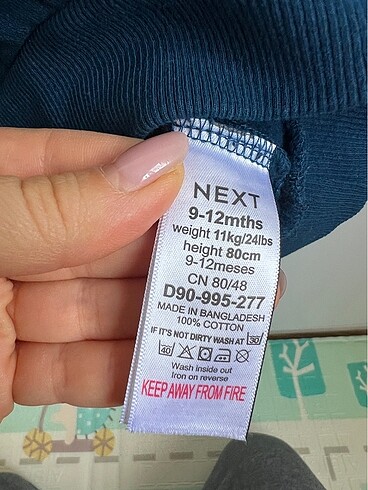 NEXT
9-12mths
weight 11kg/24lbs
height 80cm
9-12meses
CN 80/48
D90-995-277
MADE IN BANGLADESH
100% COTTON
IF IT'S NOT DIRTY WASH AT 30
40
Wash inside out
Iron on reverse
KEEP AWAY FROM FIRE